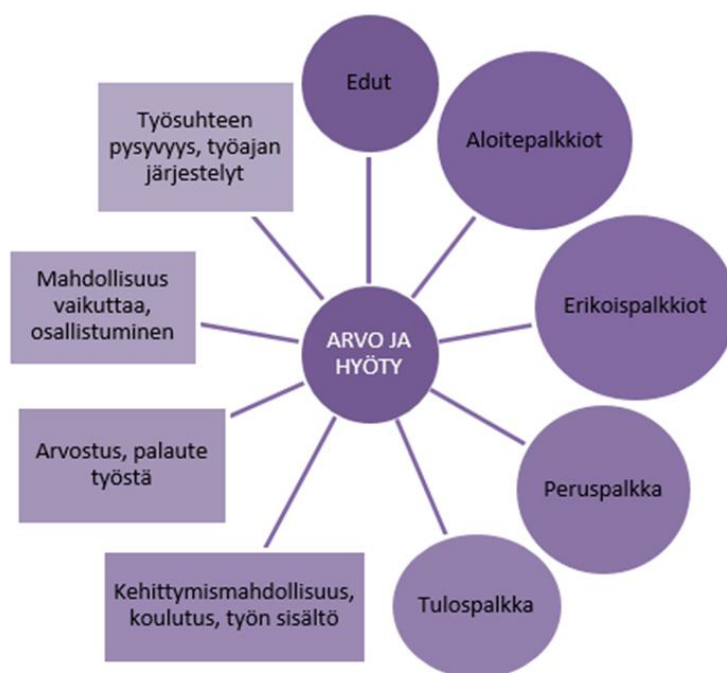 Edut
Aloitepalkkiot
Erikoispalkkiot
Peruspalkka
Tulospalkka
Kehittymismahdollisuus,
koulutus, työn sisältö
Arvostus, palaute
työstä
Mahdollisuus
vaikuttaa,
osallistuminen
Työsuhteen
pysyvyys, työajan
järjestelyt
ARVO JA
HYÖTY